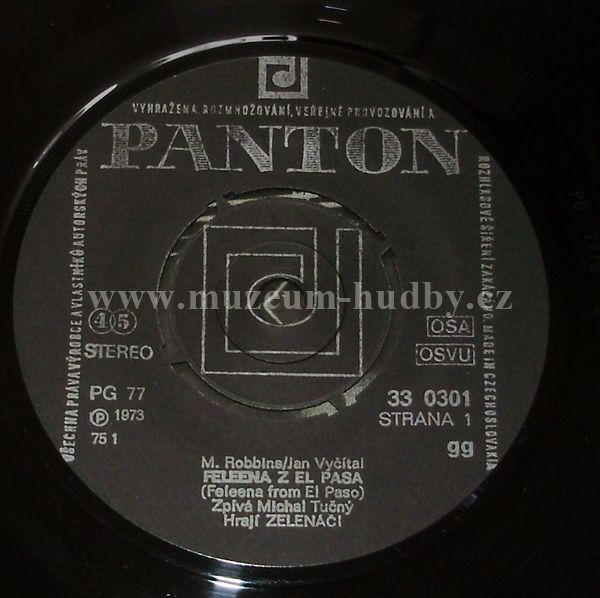 VYHRAŽENA. ROZMNOŽOVÁNÍ, VEŘEJNÉ PROVOZOVÁNÍ A
PANTON
VŠECHNA PRÁVA VÝROBCE A VLASTNÍKŮ AUTORSKÝCH PRÁV
ROZHLASOVÉ ŠÍŘENÍ ZAKÁZÁNO. MADE IN CZECHOSLOVAKIA
www.muzeum-hudby.cz
45
STEREO
OSA
OSVU
PG 77
℗ 1973
75 1
33 0301
STRANA 1
gg
M. Robbins/Jan Vyčítal
FELEENA Z EL PASA
(Feleena from El Paso)
Zpívá Michal Tučný
Hrají ZELENÁČI